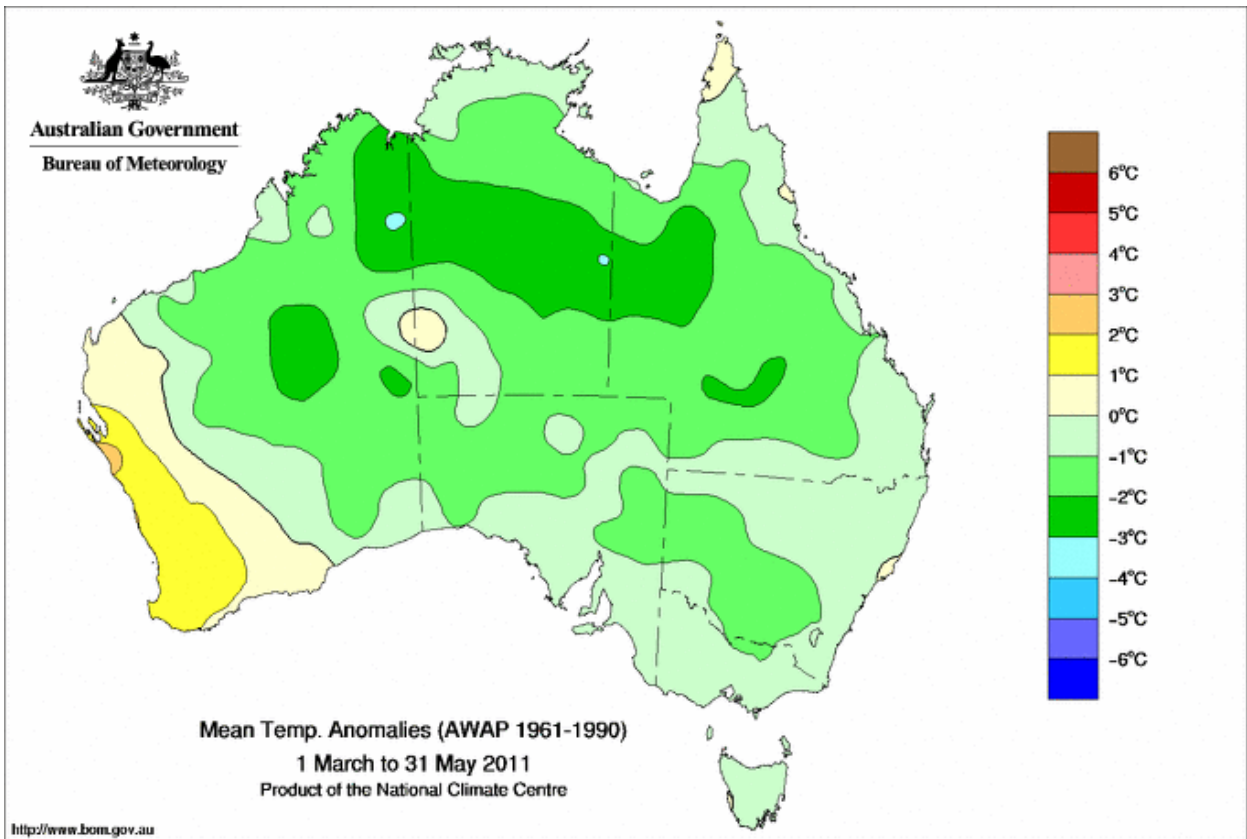 Australian Government
Bureau of Meteorology
6°C
5°C
4°C
3°C
2°C
1°C
0°C
-1°C
-2°C
-3°C
-4°C
-5°C
-6°C
Mean Temp. Anomalies (AWAP 1961-1990)
1 March to 31 May 2011
Product of the National Climate Centre
http://www.bom.gov.au